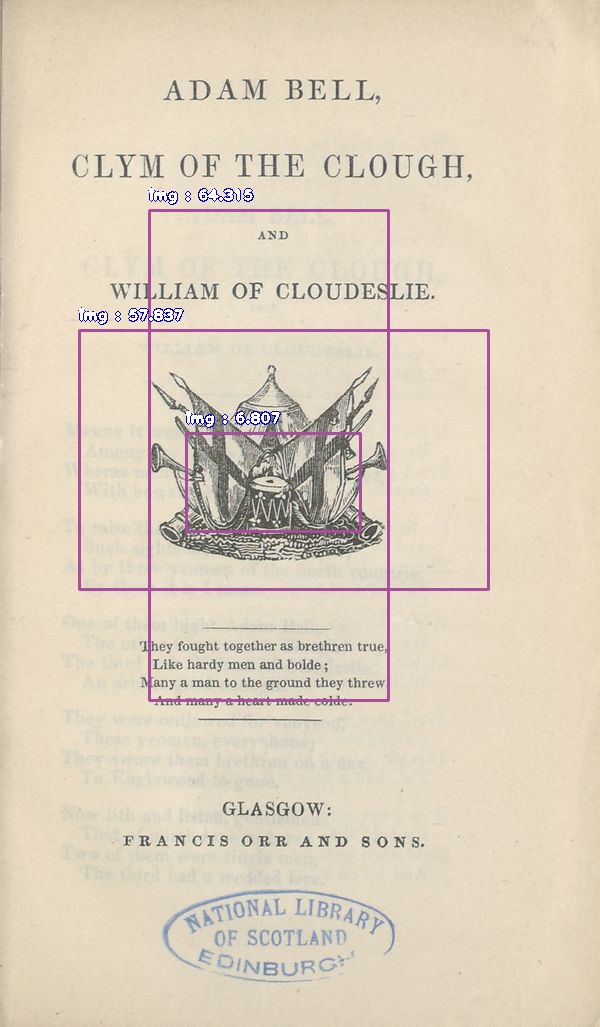 ADAM BELL,
CLYM OF THE CLOUGH,
img : 64.315
AND
WILLIAM OF CLOUDESLIE.
img : 57.837
img : 6.807
They fought together as brethren true,
Like hardy men and bolde ;
Many a man to the ground they threw
And many a heart made colde.
GLASGOW:
FRANCIS ORR AND SONS.
NATIONAL LIBRARY
OF SCOTLAND
EDINBURGH